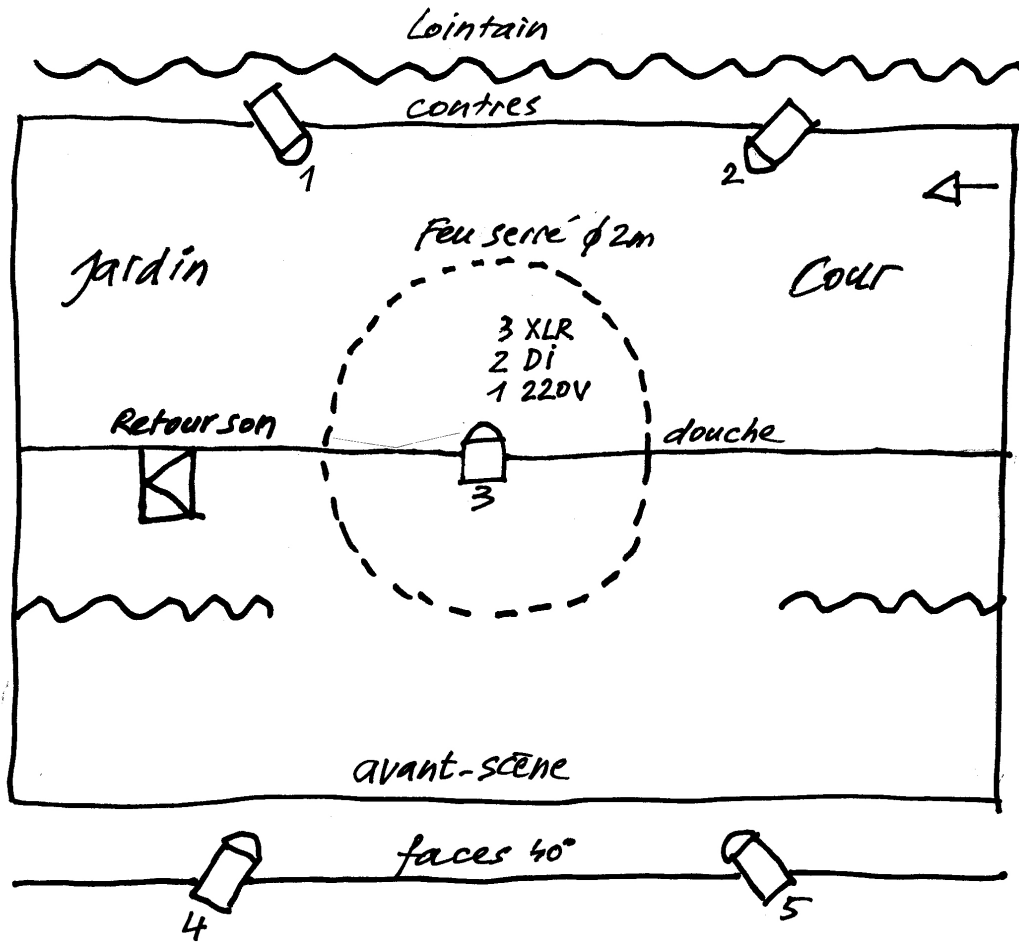 Lointain
contres
1
2
Feu serré ϕ 2m
Jardin
Cour
3 XLR
2 Di
1 220V
Retour son
douche
3
avant-scène
faces 40°
4
5